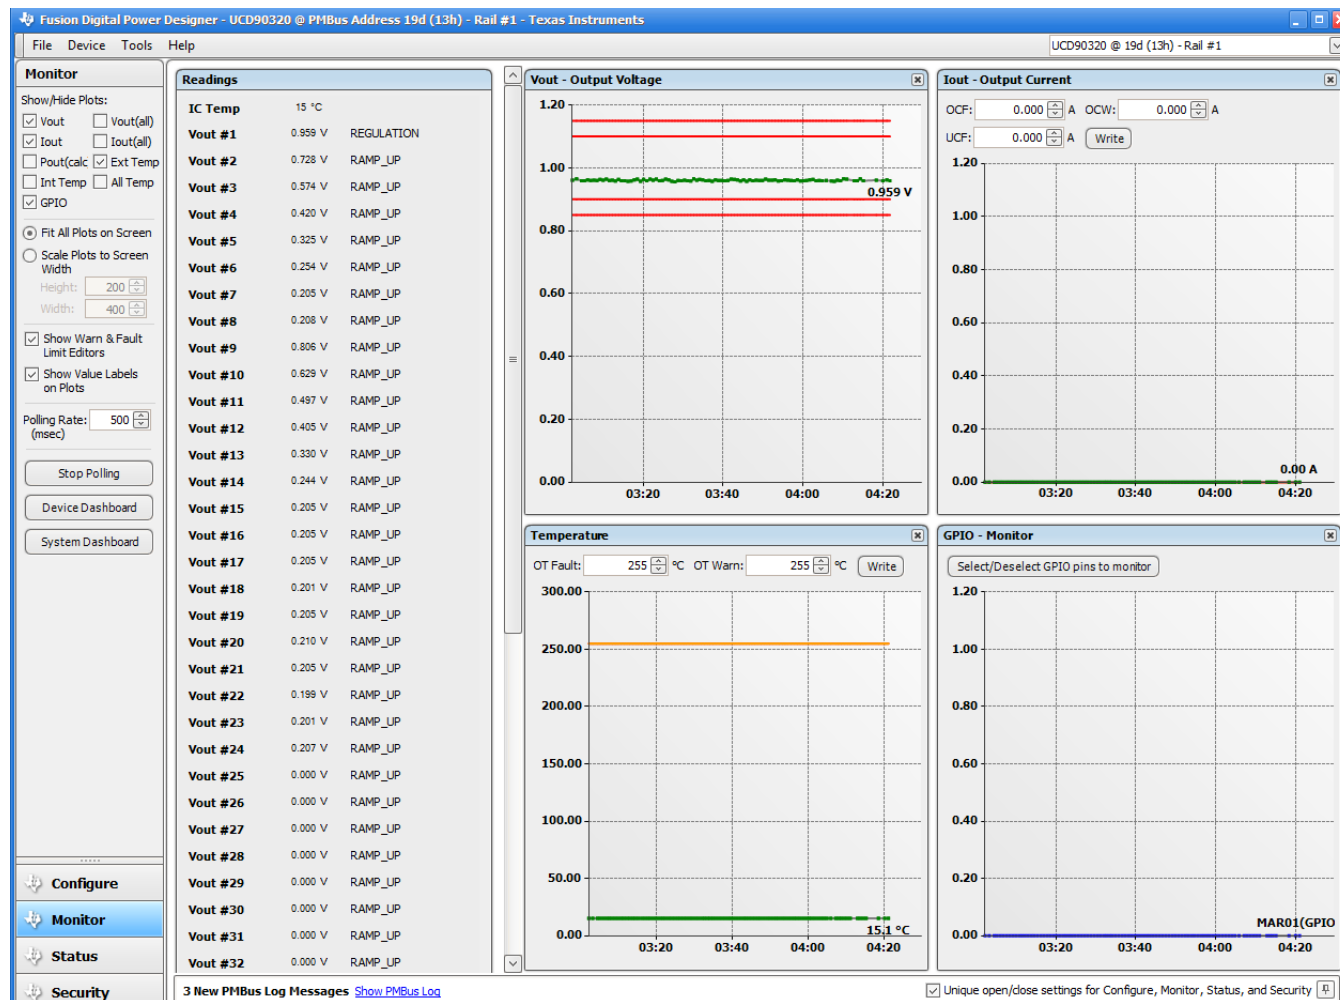 Fusion Digital Power Designer - UCD90320 @ PMBus Address 19d (13h) - Rail #1 - Texas Instruments
File Device Tools Help
UCD90320 @ 19d (13h) - Rail #1
Monitor
Show/Hide Plots:
Vout Vout(all)
Iout Iout(all)
Pout(calc Ext Temp
Int Temp All Temp
GPIO
Fit All Plots on Screen
Scale Plots to Screen
Width
Height: 200
Width: 400
Show Warn & Fault
Limit Editors
Show Value Labels
on Plots
Polling Rate: 500
(msec)
Stop Polling
Device Dashboard
System Dashboard
Configure
Monitor
Status
Security
Readings
IC Temp 15 °C
Vout #1 0.959 V REGULATION
Vout #2 0.728 V RAMP_UP
Vout #3 0.574 V RAMP_UP
Vout #4 0.420 V RAMP_UP
Vout #5 0.325 V RAMP_UP
Vout #6 0.254 V RAMP_UP
Vout #7 0.205 V RAMP_UP
Vout #8 0.208 V RAMP_UP
Vout #9 0.806 V RAMP_UP
Vout #10 0.629 V RAMP_UP
Vout #11 0.497 V RAMP_UP
Vout #12 0.405 V RAMP_UP
Vout #13 0.330 V RAMP_UP
Vout #14 0.244 V RAMP_UP
Vout #15 0.205 V RAMP_UP
Vout #16 0.205 V RAMP_UP
Vout #17 0.205 V RAMP_UP
Vout #18 0.201 V RAMP_UP
Vout #19 0.205 V RAMP_UP
Vout #20 0.210 V RAMP_UP
Vout #21 0.205 V RAMP_UP
Vout #22 0.199 V RAMP_UP
Vout #23 0.201 V RAMP_UP
Vout #24 0.207 V RAMP_UP
Vout #25 0.000 V RAMP_UP
Vout #26 0.000 V RAMP_UP
Vout #27 0.000 V RAMP_UP
Vout #28 0.000 V RAMP_UP
Vout #29 0.000 V RAMP_UP
Vout #30 0.000 V RAMP_UP
Vout #31 0.000 V RAMP_UP
Vout #32 0.000 V RAMP_UP
Vout - Output Voltage
1.20
1.00
0.959 V
0.80
0.60
0.40
0.20
0.00
03:20 03:40 04:00 04:20
Iout - Output Current
OCF: 0.000 A OCW: 0.000 A
UCF: 0.000 A Write
1.20
1.00
0.80
0.60
0.40
0.20
0.00 A
0.00
03:20 03:40 04:00 04:20
Temperature
OT Fault: 255 °C OT Warn: 255 °C Write
300.00
250.00
200.00
150.00
100.00
50.00
15.1 °C
0.00
03:20 03:40 04:00 04:20
GPIO - Monitor
Select/Deselect GPIO pins to monitor
1.20
1.00
0.80
0.60
0.40
0.20
MAR01(GPIO
0.00
03:20 03:40 04:00 04:20
3 New PMBus Log Messages Show PMBus Log
Unique open/close settings for Configure, Monitor, Status, and Security